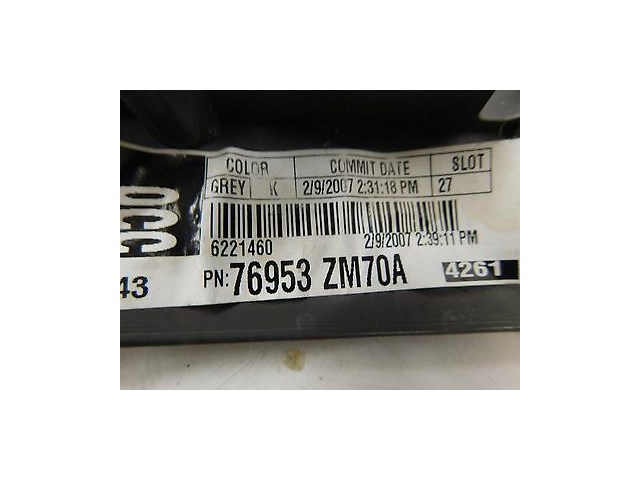 COLOR COMMIT DATE SLOT
GREY K 2/9/2007 2:31:18 PM 27
6221460 2/9/2007 2:39:11 PM
PN: 76953 ZM70A 4261
43